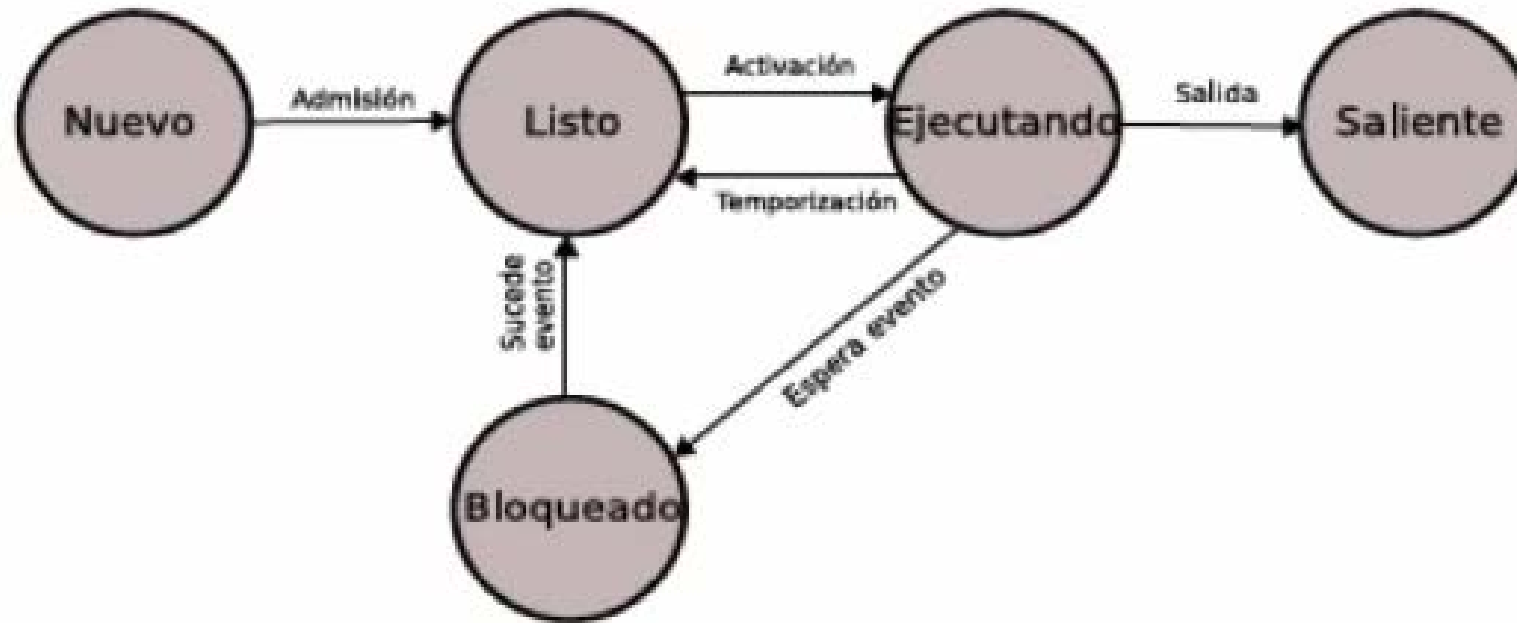 Nuevo
Admisión
Listo
Activación
Ejecutando
Salida
Saliente
Temporización
Sucede
evento
Espera evento
Bloqueado